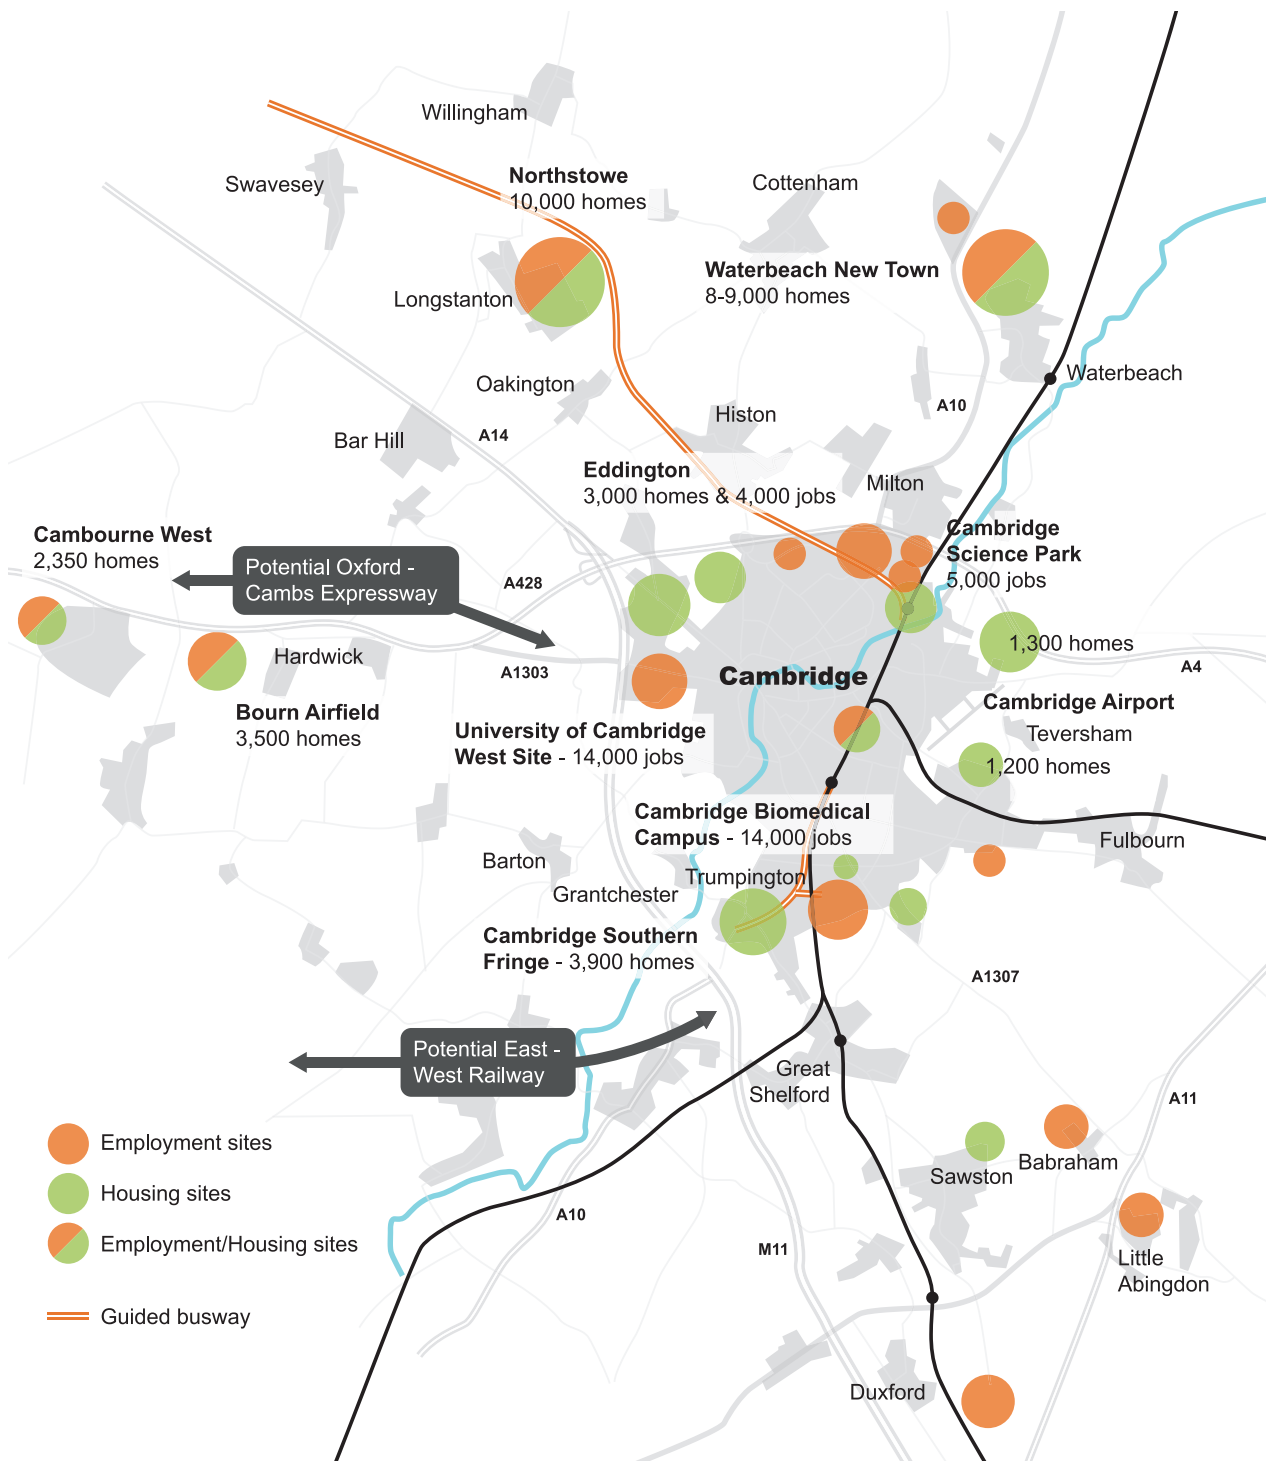 Willingham
Swavesey
Northstowe
10,000 homes
Cottenham
Waterbeach New Town
8-9,000 homes
Longstanton
Waterbeach
Oakington
A10
Histon
Bar Hill
A14
Eddington
3,000 homes & 4,000 jobs
Milton
Cambourne West
2,350 homes
Cambridge
Science Park
5,000 jobs
Potential Oxford -
Cambs Expressway
A428
1,300 homes
Hardwick
A1303
A4
Cambridge
Bourn Airfield
3,500 homes
Cambridge Airport
Teversham
University of Cambridge
West Site - 14,000 jobs
1,200 homes
Cambridge Biomedical
Campus - 14,000 jobs
Fulbourn
Barton
Trumpington
Grantchester
Cambridge Southern
Fringe - 3,900 homes
A1307
Potential East -
West Railway
Great
Shelford
A11
Employment sites
Babraham
Sawston
Housing sites
A10
Employment/Housing sites
M11
Little
Abingdon
Guided busway
Duxford